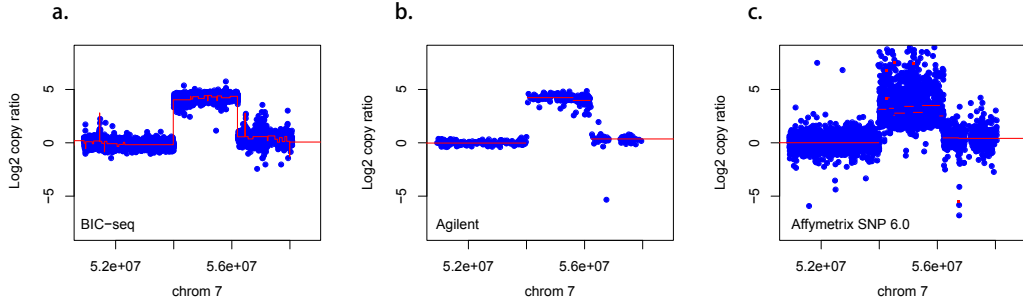 a.
Log2 copy ratio
5
0
−5
BIC−seq
5.2e+07
5.6e+07
chrom 7
b.
Log2 copy ratio
5
0
−5
Agilent
5.2e+07
5.6e+07
chrom 7
c.
Log2 copy ratio
5
0
−5
Affymetrix SNP 6.0
5.2e+07
5.6e+07
chrom 7